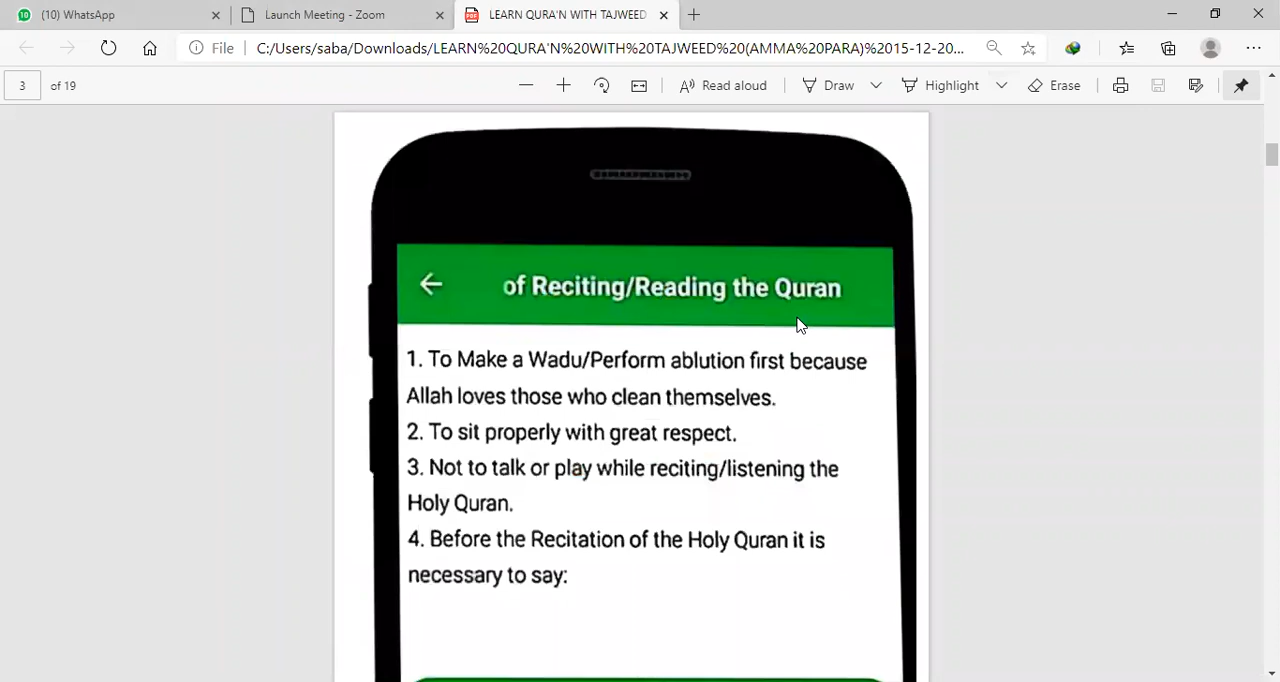 (10) WhatsApp
Launch Meeting - Zoom
LEARN QURA'N WITH TAJWEED
File
C:/Users/saba/Downloads/LEARN%20QURA'N%20WITH%20TAJWEED%20(AMMA%20PARA)%2015-12-20...
3 of 19
Read aloud
Draw
Highlight
Erase
of Reciting/Reading the Quran
1. To Make a Wadu/Perform ablution first because
Allah loves those who clean themselves.
2. To sit properly with great respect.
3. Not to talk or play while reciting/listening the
Holy Quran.
4. Before the Recitation of the Holy Quran it is
necessary to say: